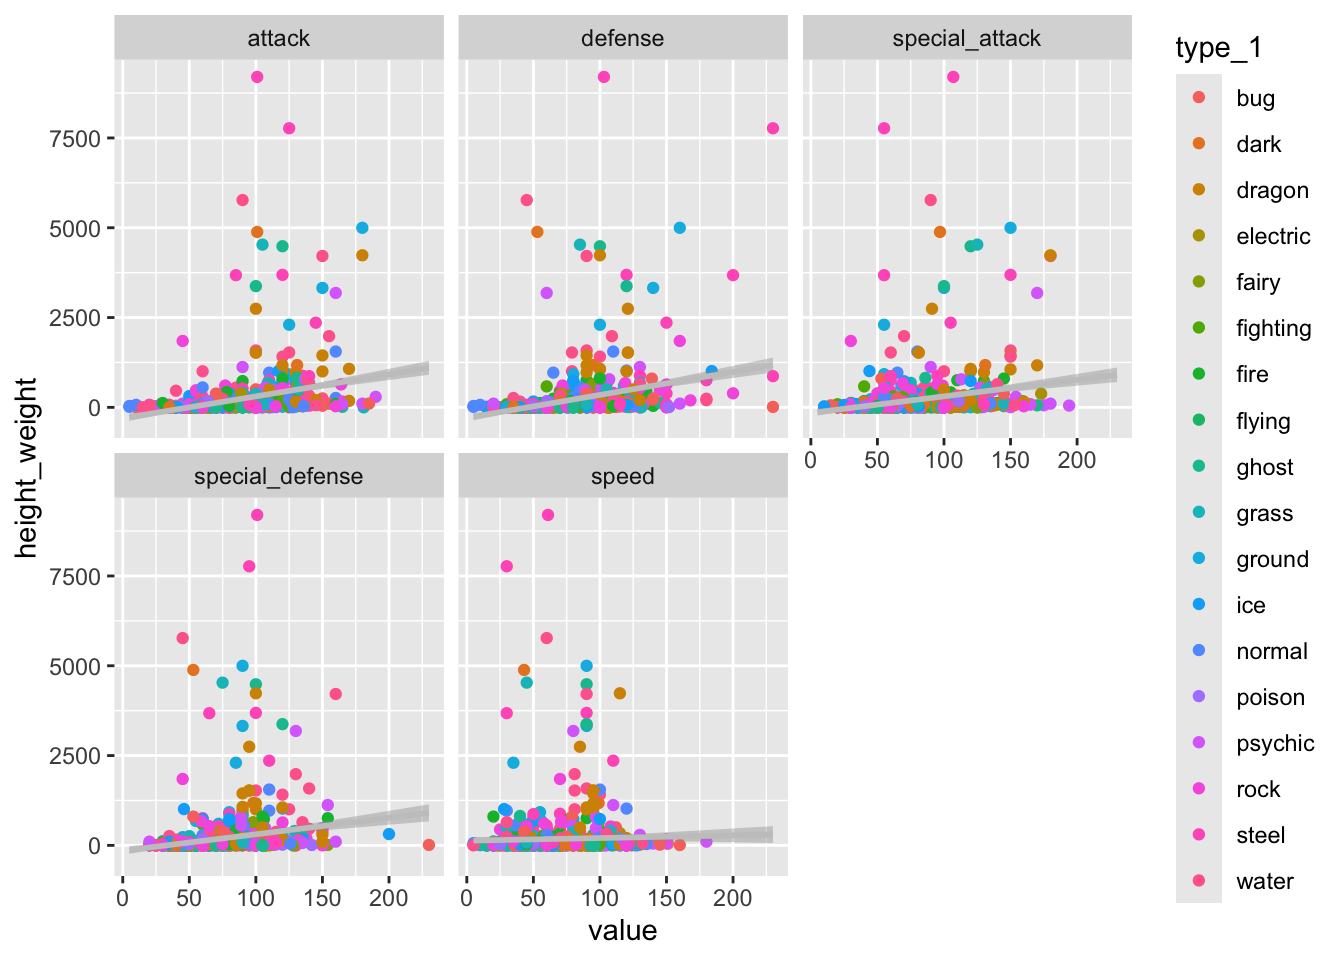 attack
defense
special_attack
type_1
bug
dark
dragon
electric
fairy
fighting
fire
flying
ghost
grass
ground
ice
normal
poison
psychic
rock
steel
water
height_weight
7500
5000
2500
0
0 50 100 150 200
special_defense
speed
7500
5000
2500
0
0 50 100 150 200
0 50 100 150 200
value